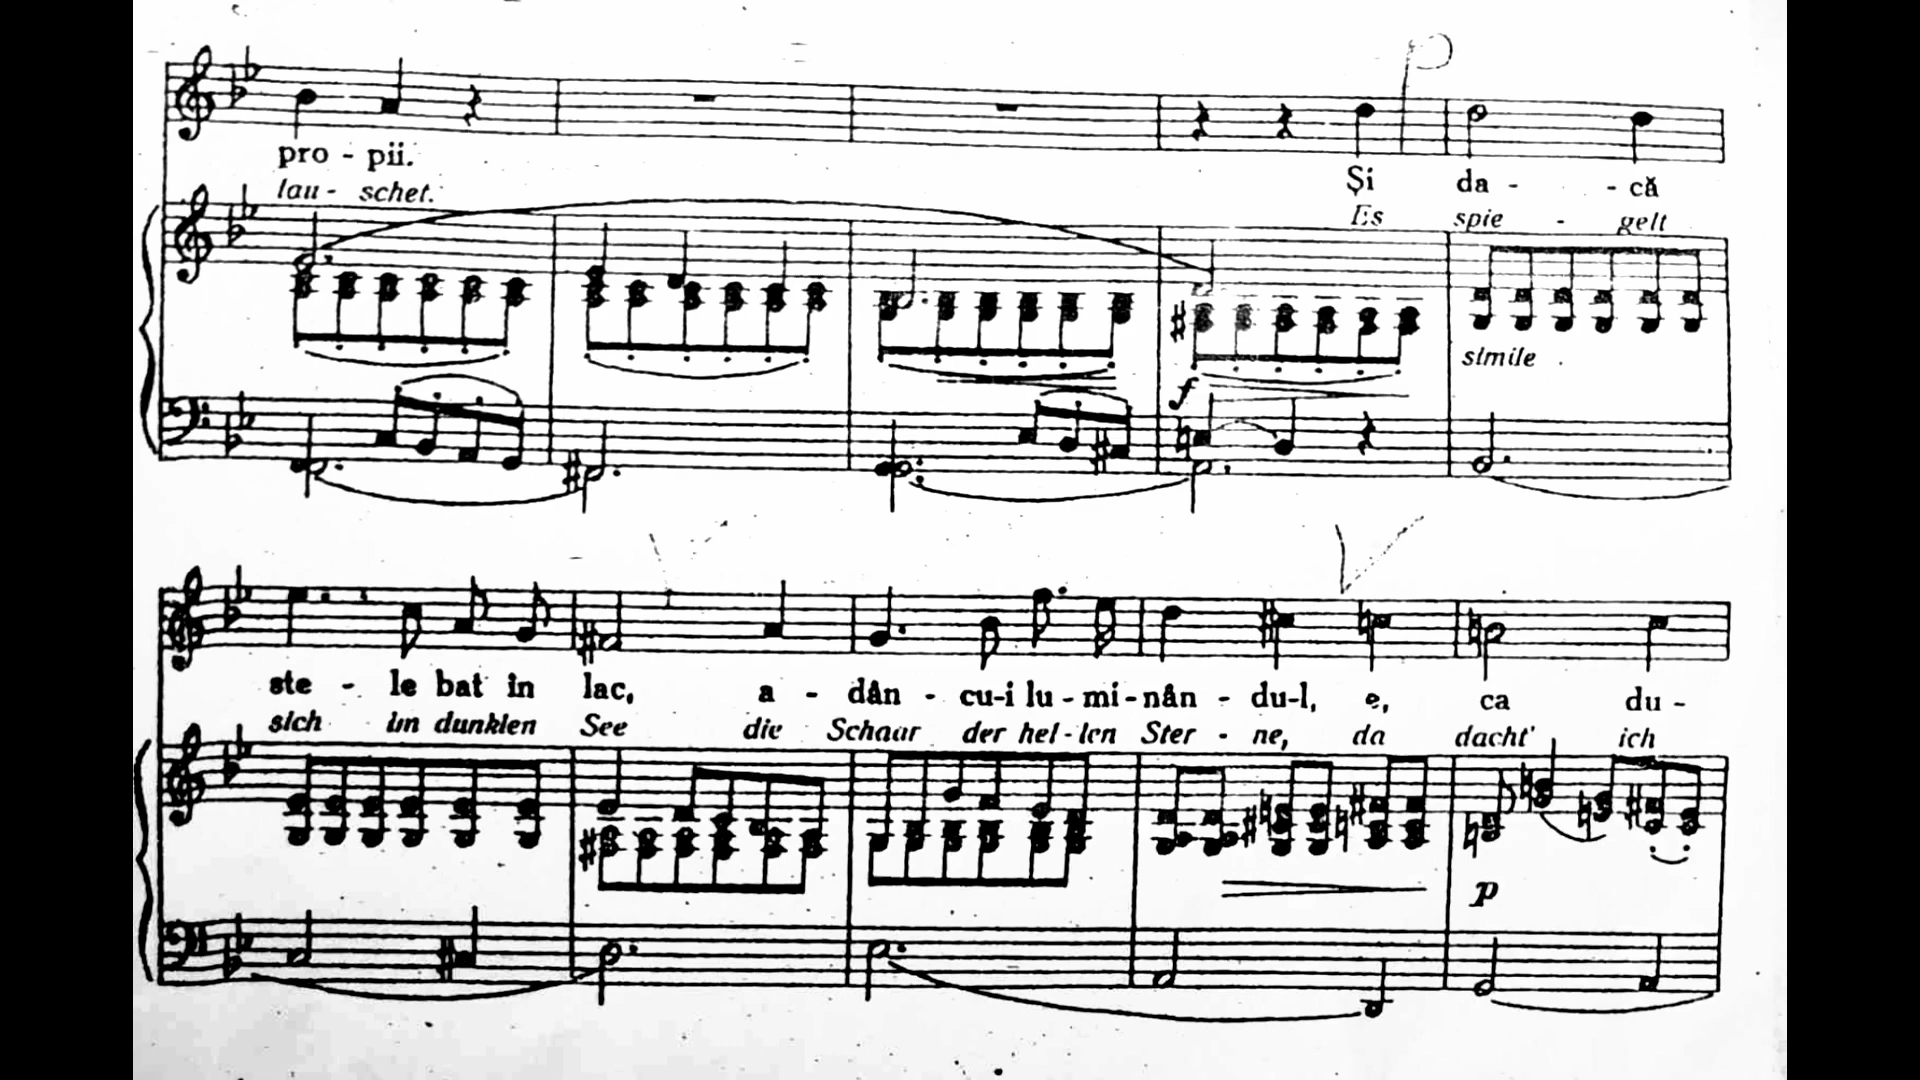 p
pro - pii. Și da - - că
lau - schet. Es spie - gelt
simile
f
ste - le bat în lac, a - dân - cu-i lu - mi - nân - du-l, e, ca du -
sich im dunklen See die Schaar der hel - len Ster - ne, da dacht' ich
p